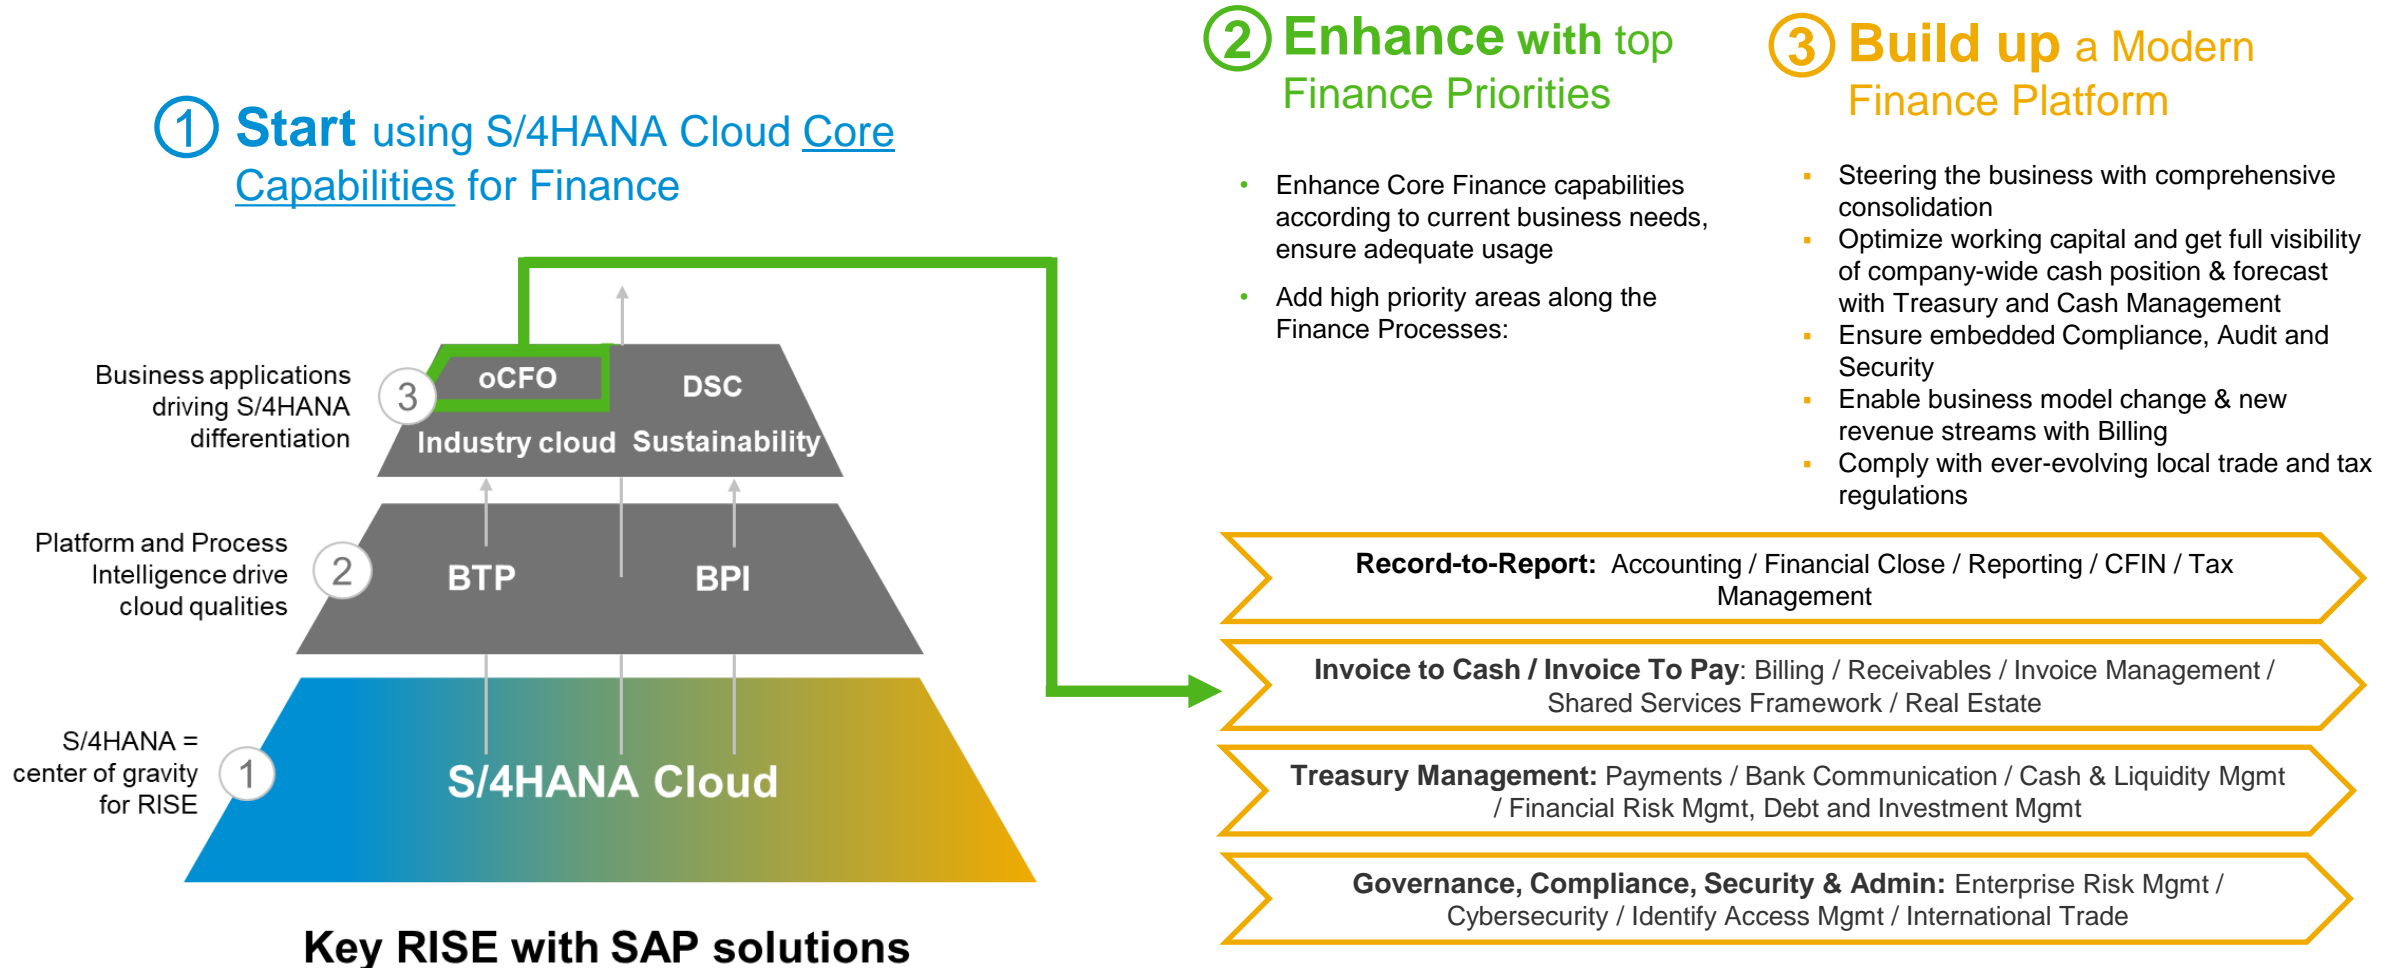 1 Start using S/4HANA Cloud Core
Capabilities for Finance
Business applications
driving S/4HANA
differentiation
3
oCFO
DSC
Industry cloud
Sustainability
Platform and Process
Intelligence drive
cloud qualities
2
BTP
BPI
S/4HANA =
center of gravity
for RISE
1
S/4HANA Cloud
Key RISE with SAP solutions
2 Enhance with top
Finance Priorities
• Enhance Core Finance capabilities
according to current business needs,
ensure adequate usage
• Add high priority areas along the
Finance Processes:
3 Build up a Modern
Finance Platform
▪ Steering the business with comprehensive
consolidation
▪ Optimize working capital and get full visibility
of company-wide cash position & forecast
with Treasury and Cash Management
▪ Ensure embedded Compliance, Audit and
Security
▪ Enable business model change & new
revenue streams with Billing
▪ Comply with ever-evolving local trade and tax
regulations
Record-to-Report: Accounting / Financial Close / Reporting / CFIN / Tax
Management
Invoice to Cash / Invoice To Pay: Billing / Receivables / Invoice Management /
Shared Services Framework / Real Estate
Treasury Management: Payments / Bank Communication / Cash & Liquidity Mgmt
/ Financial Risk Mgmt, Debt and Investment Mgmt
Governance, Compliance, Security & Admin: Enterprise Risk Mgmt /
Cybersecurity / Identify Access Mgmt / International Trade